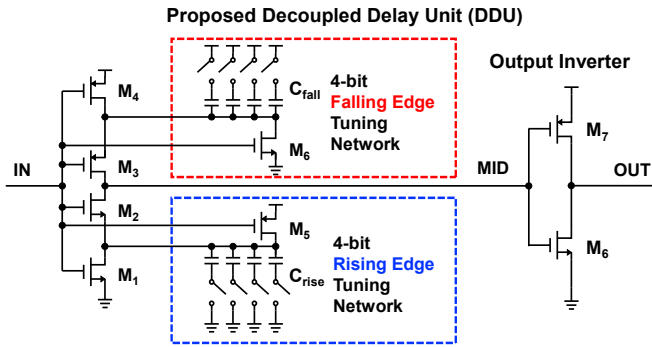 Proposed Decoupled Delay Unit (DDU)
M4
Cfall
4-bit
Falling Edge
Tuning
Network
M6
Output Inverter
IN
M3
M2
MID
M7
OUT
M5
M1
Crise
4-bit
Rising Edge
Tuning
Network
M6